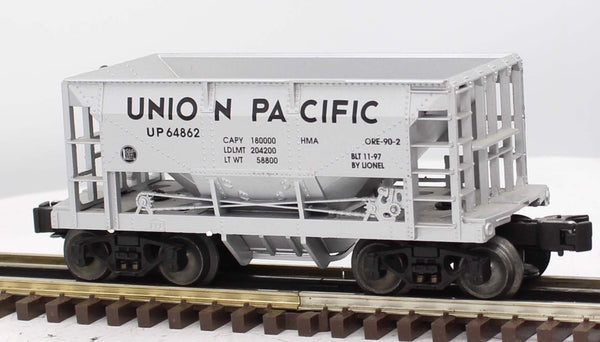 UNION PACIFIC
UP 64862
CAPY 180000 HMA ORE-90-2
LDLMT 204200
LT WT 58800
BLT 11-97
BY LIONEL